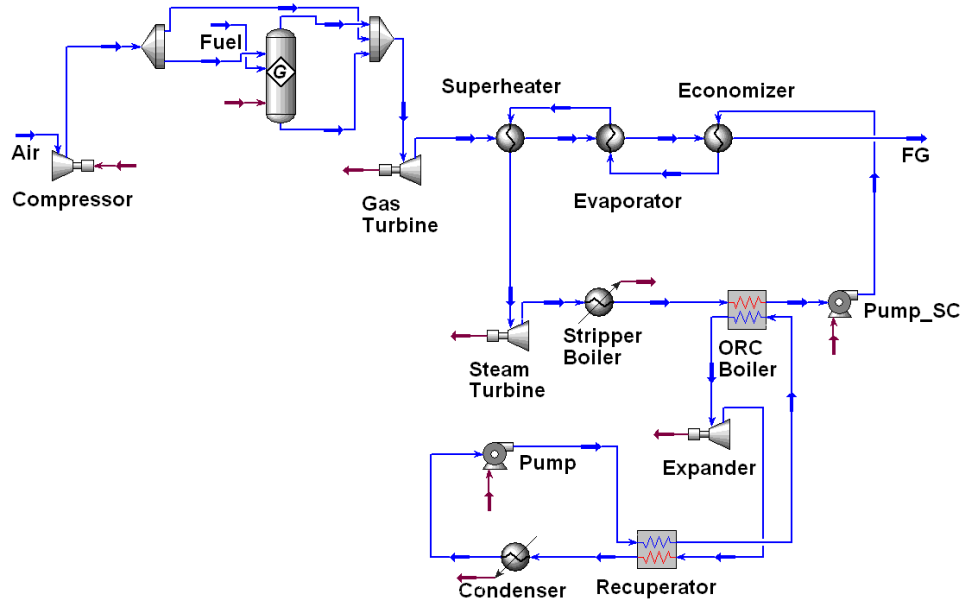 Fuel
G
Superheater
Economizer
Air
FG
Compressor
Gas
Turbine
Evaporator
Steam
Turbine
Stripper
Boiler
ORC
Boiler
Pump_SC
Pump
Expander
Condenser
Recuperator